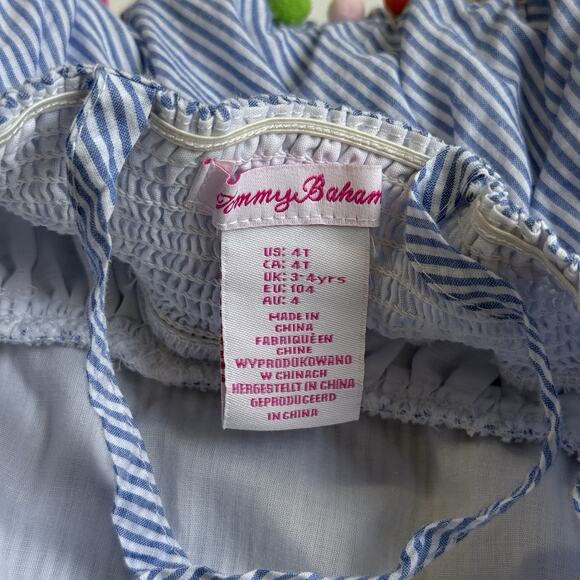 Tommy Baham
US: 4T
CA: 4T
UK: 3-4yrs
EU: 104
AU: 4
MADE IN
CHINA
FABRIQUÉ EN
CHINE
WYPRODUKOWANO
W CHINACH
HERGESTELLT IN CHINA
GEPRODUCEERD
IN CHINA